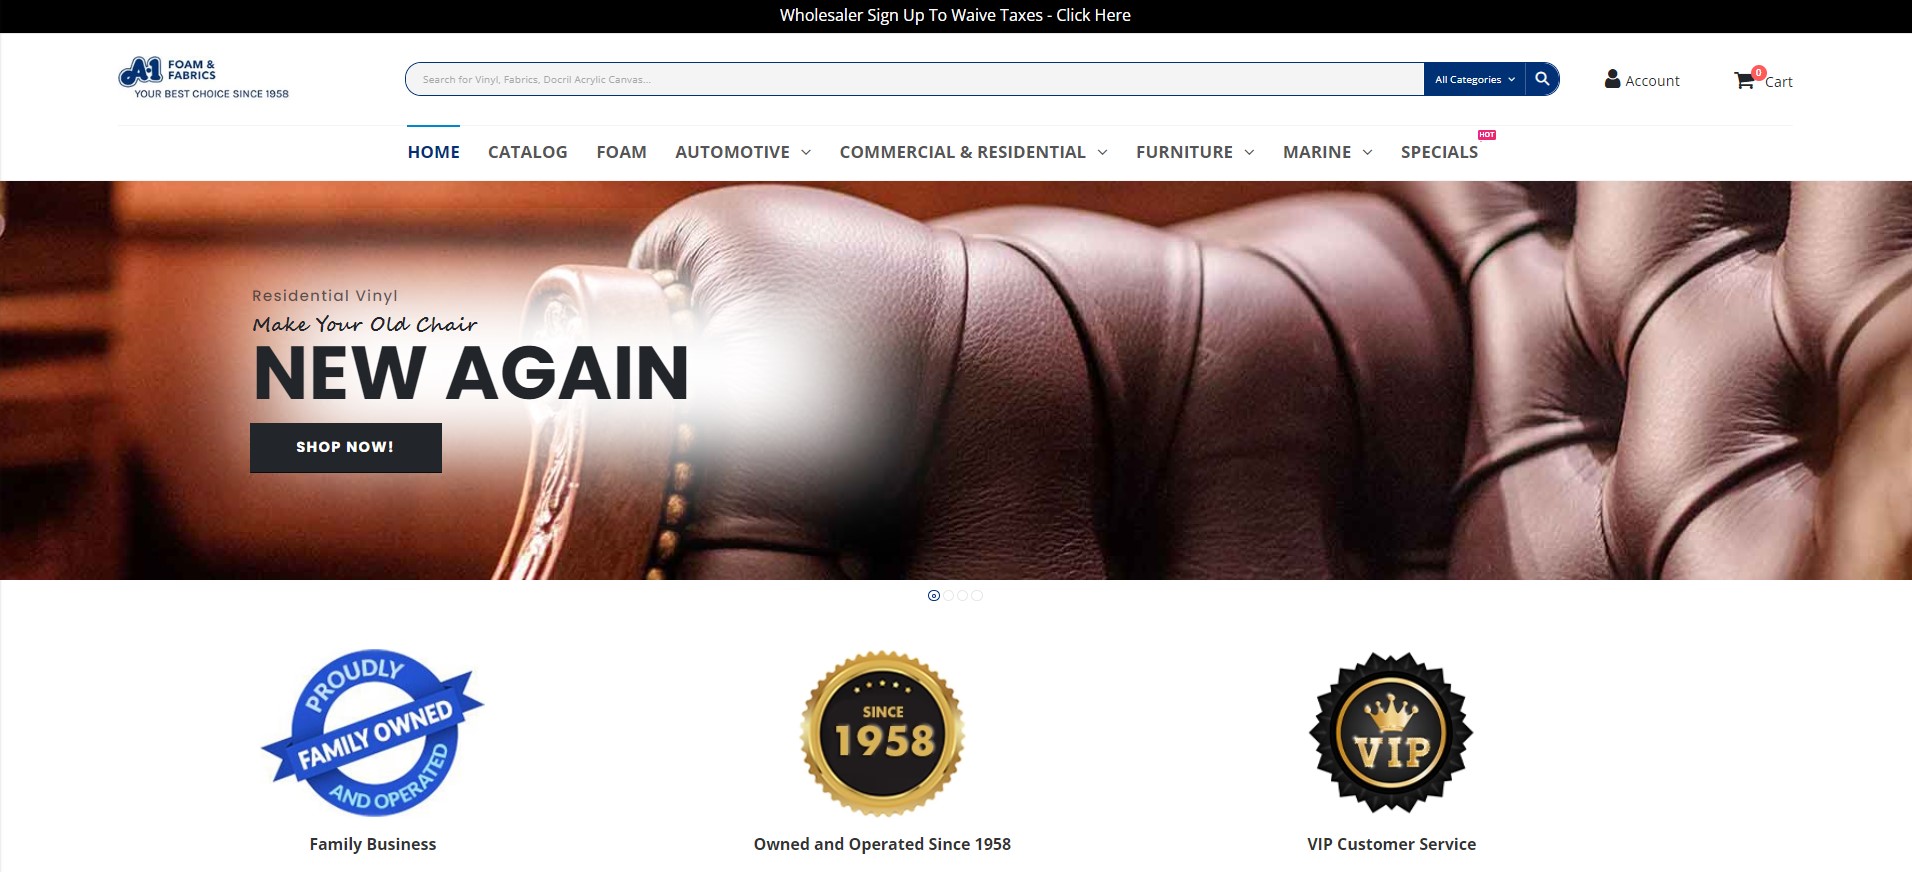 Wholesaler Sign Up To Waive Taxes - Click Here
A-1 FOAM & FABRICS
YOUR BEST CHOICE SINCE 1958
Search for Vinyl, Fabrics, Docril Acrylic Canvas...
All Categories
Account
0
Cart
HOME
CATALOG
FOAM
AUTOMOTIVE
COMMERCIAL & RESIDENTIAL
FURNITURE
MARINE
SPECIALS
HOT
Residential Vinyl
Make Your Old Chair
NEW AGAIN
SHOP NOW!
PROUDLY
FAMILY OWNED
AND OPERATED
Family Business
SINCE
1958
Owned and Operated Since 1958
VIP
VIP Customer Service